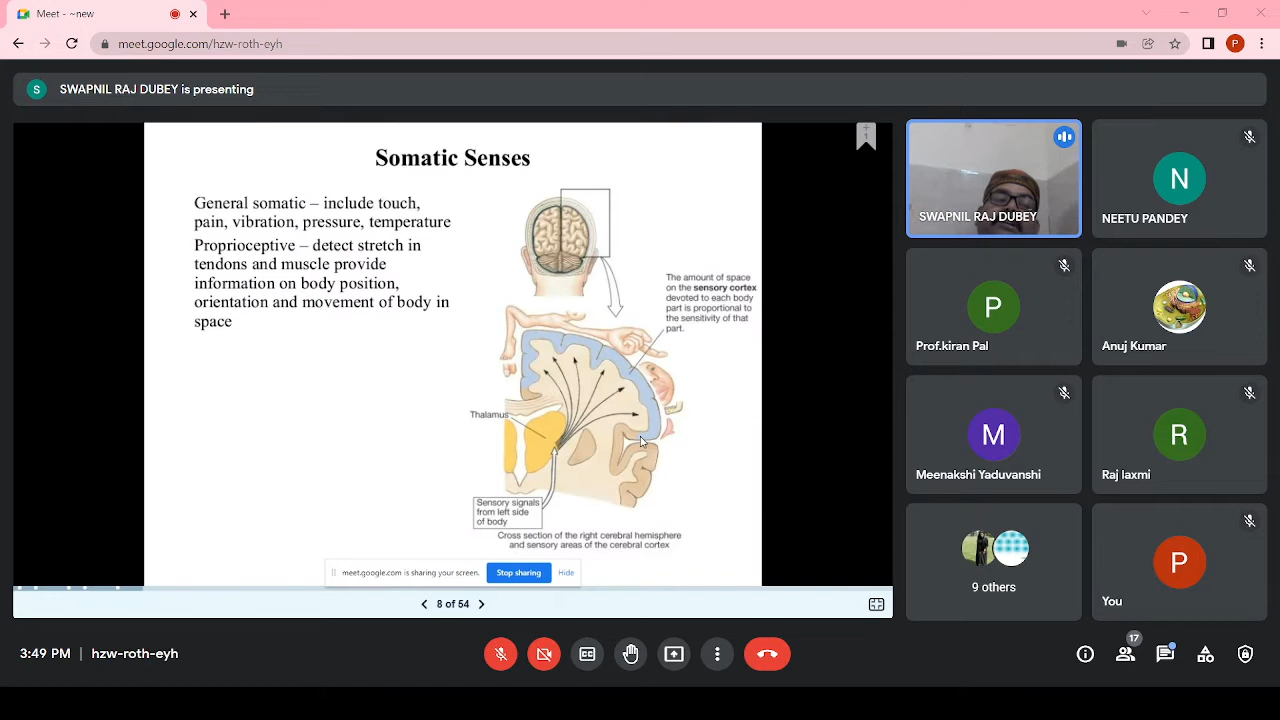 Meet - ~new
meet.google.com/hzw-roth-eyh
P
S
SWAPNIL RAJ DUBEY is presenting
Somatic Senses
General somatic – include touch,
pain, vibration, pressure, temperature
Proprioceptive – detect stretch in
tendons and muscle provide
information on body position,
orientation and movement of body in
space
+
1
The amount of space
on the sensory cortex
devoted to each body
part is proportional to
the sensitivity of that
part.
Thalamus
Sensory signals
from left side
of body
Cross section of the right cerebral hemisphere
and sensory areas of the cerebral cortex
meet.google.com is sharing your screen.
Stop sharing
Hide
8 of 54
SWAPNIL RAJ DUBEY
N
NEETU PANDEY
P
Prof.kiran Pal
Anuj Kumar
M
Meenakshi Yaduvanshi
R
Raj laxmi
9 others
P
You
3:49 PM
hzw-roth-eyh
17